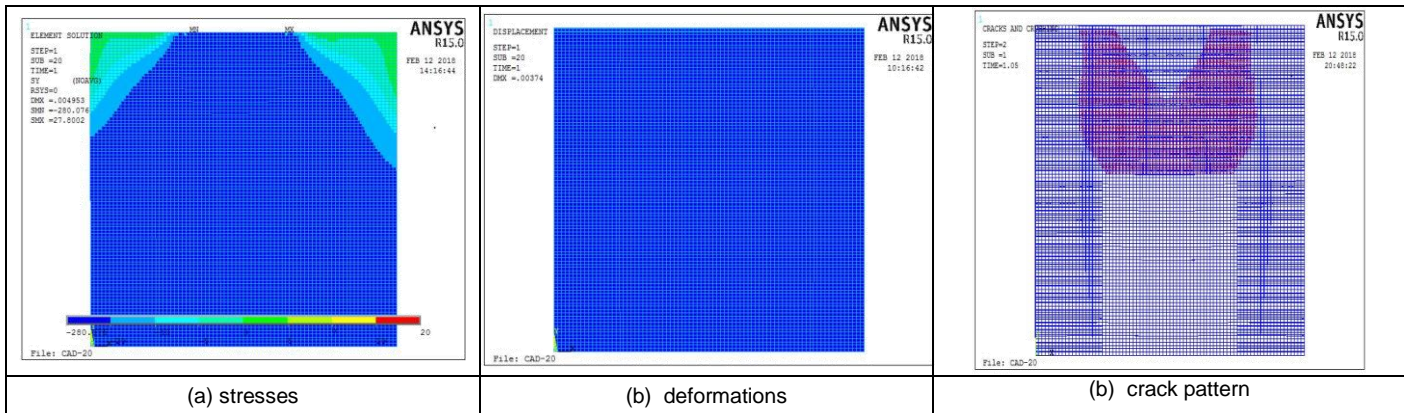 1
ANSYS
R15.0
ELEMENT SOLUTION
STEP=1
SUB =20
TIME=1
SY (NOAVG)
RSYS=0
DMX =.004953
SMN =-280.076
SMX =27.8002
FEB 12 2018
14:16:44
MN
MX
20
File: CAD-20
1
ANSYS
R15.0
DISPLACEMENT
STEP=1
SUB =20
TIME=1
DMX =.00374
FEB 12 2018
10:16:42
File: CAD-20
1
ANSYS
R15.0
CRACKS AND CRUSHING
STEP=2
SUB =1
TIME=1.05
FEB 12 2018
20:48:22
File: CAD-20
(a) stresses
(b) deformations
(b) crack pattern